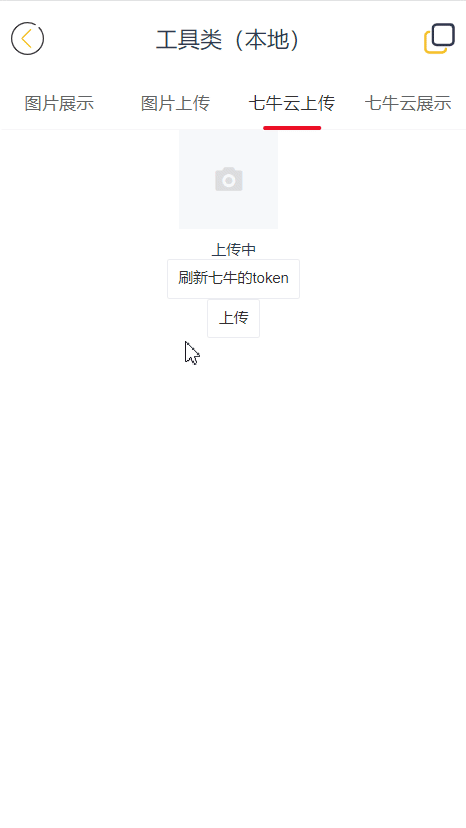 工具类（本地）
图片展示 图片上传 七牛云上传 七牛云展示
上传中
刷新七牛的token
上传